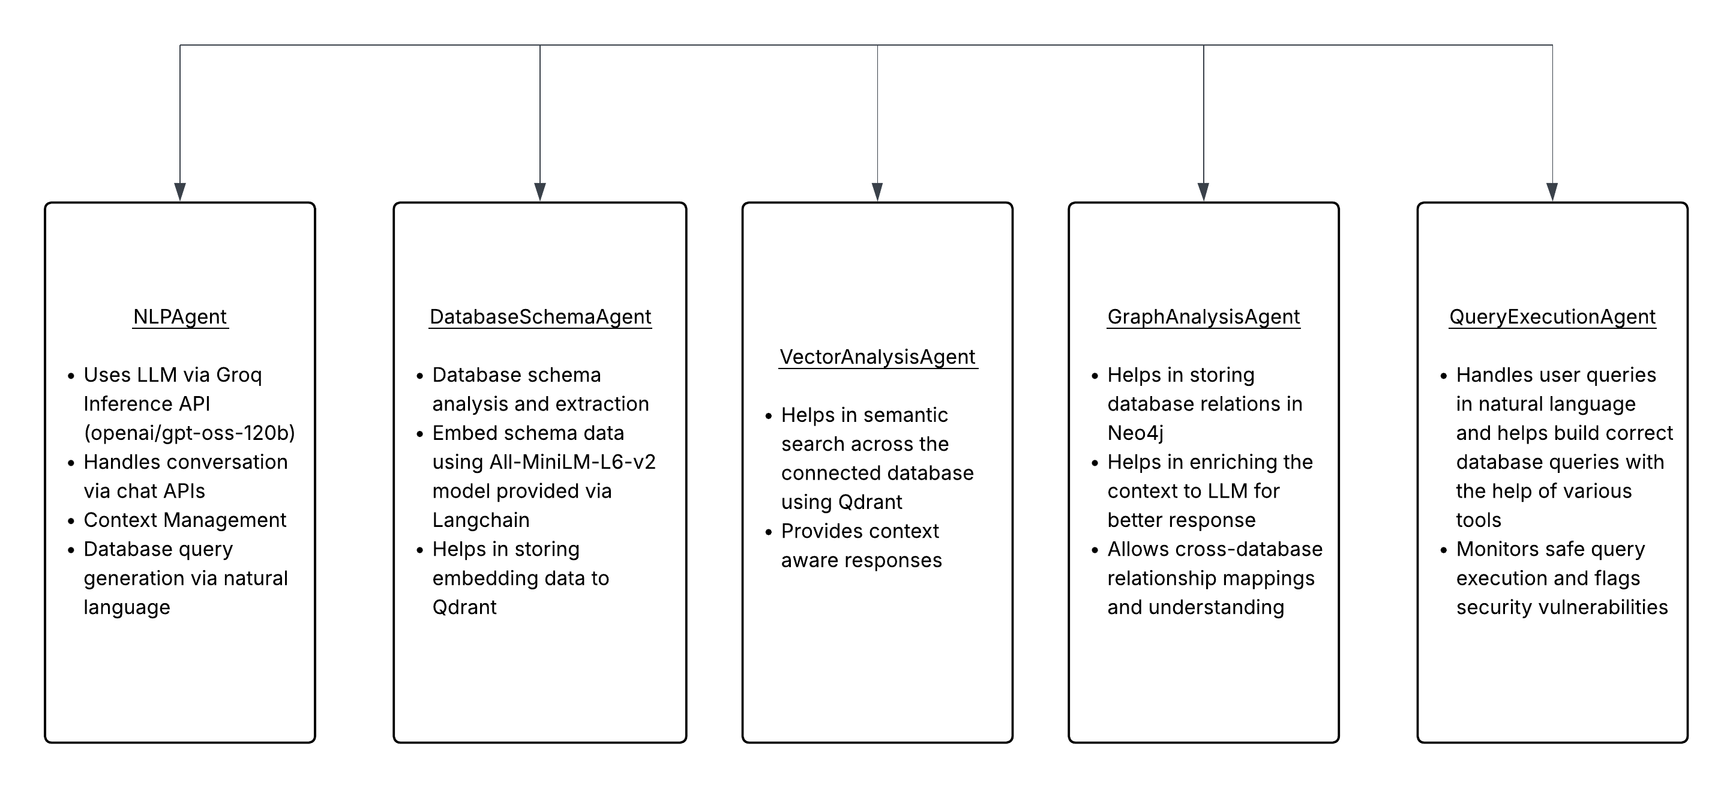 NLPAgent
• Uses LLM via Groq
Inference API
(openai/gpt-oss-120b)
• Handles conversation
via chat APIs
• Context Management
• Database query
generation via natural
language
DatabaseSchemaAgent
• Database schema
analysis and extraction
• Embed schema data
using All-MiniLM-L6-v2
model provided via
Langchain
• Helps in storing
embedding data to
Qdrant
VectorAnalysisAgent
• Helps in semantic
search across the
connected database
using Qdrant
• Provides context
aware responses
GraphAnalysisAgent
• Helps in storing
database relations in
Neo4j
• Helps in enriching the
context to LLM for
better response
• Allows cross-database
relationship mappings
and understanding
QueryExecutionAgent
• Handles user queries
in natural language
and helps build correct
database queries with
the help of various
tools
• Monitors safe query
execution and flags
security vulnerabilities